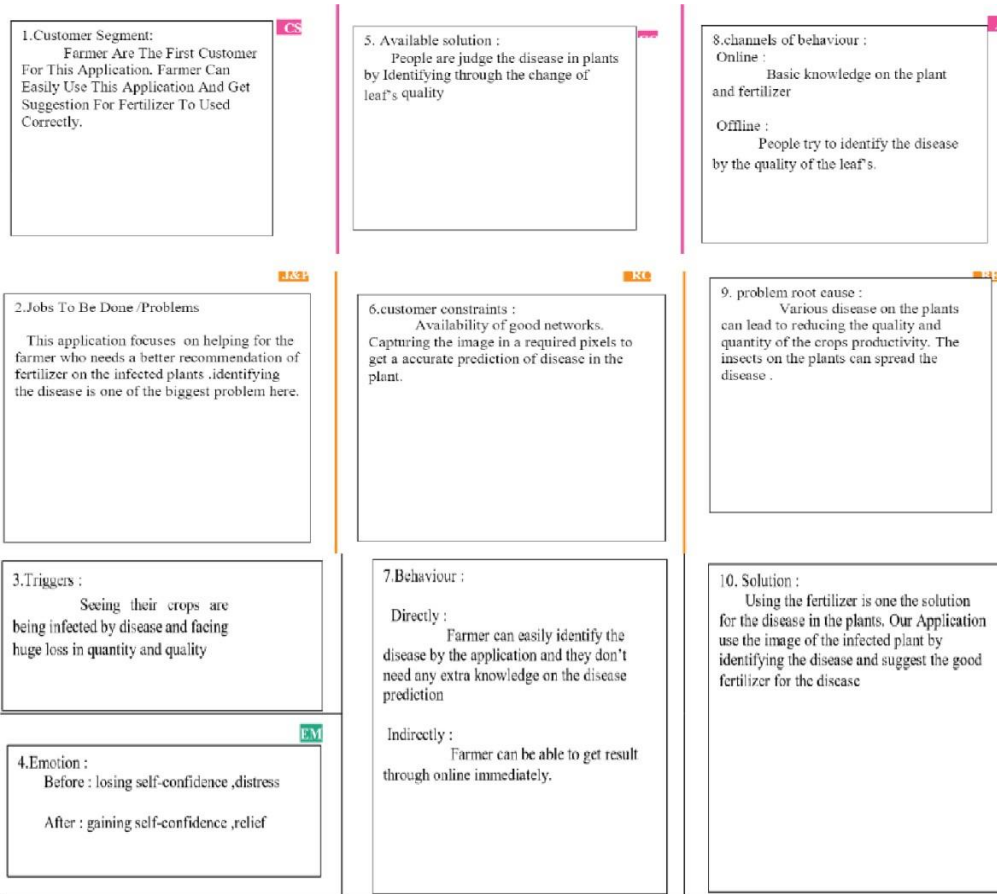 CS
1.Customer Segment:
Farmer Are The First Customer
For This Application. Farmer Can
Easily Use This Application And Get
Suggestion For Fertilizer To Used
Correctly.
5. Available solution :
People are judge the disease in plants
by Identifying through the change of
leaf's quality
8.channels of behaviour :
Online :
Basic knowledge on the plant
and fertilizer
Offline :
People try to identify the disease
by the quality of the leaf's.
J&P
2.Jobs To Be Done /Problems
This application focuses on helping for the
farmer who needs a better recommendation of
fertilizer on the infected plants .identifying
the disease is one of the biggest problem here.
RC
6.customer constraints :
Availability of good networks.
Capturing the image in a required pixels to
get a accurate prediction of disease in the
plant.
9. problem root cause :
Various disease on the plants
can lead to reducing the quality and
quantity of the crops productivity. The
insects on the plants can spread the
disease .
3.Triggers :
Seeing their crops are
being infected by disease and facing
huge loss in quantity and quality
EM
4.Emotion :
Before : losing self-confidence ,distress
After : gaining self-confidence ,relief
7.Behaviour :
Directly :
Farmer can easily identify the
disease by the application and they don't
need any extra knowledge on the disease
prediction
Indirectly :
Farmer can be able to get result
through online immediately.
10. Solution :
Using the fertilizer is one the solution
for the disease in the plants. Our Application
use the image of the infected plant by
identifying the disease and suggest the good
fertilizer for the disease